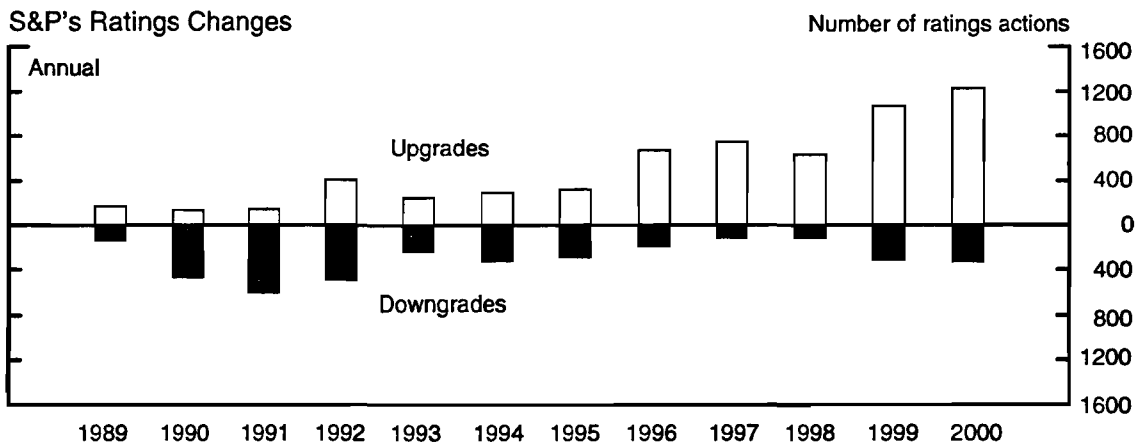 S&P's Ratings Changes
Number of ratings actions
Annual
Upgrades
Downgrades
1600
1200
800
400
0
400
800
1200
1600
1989 1990 1991 1992 1993 1994 1995 1996 1997 1998 1999 2000